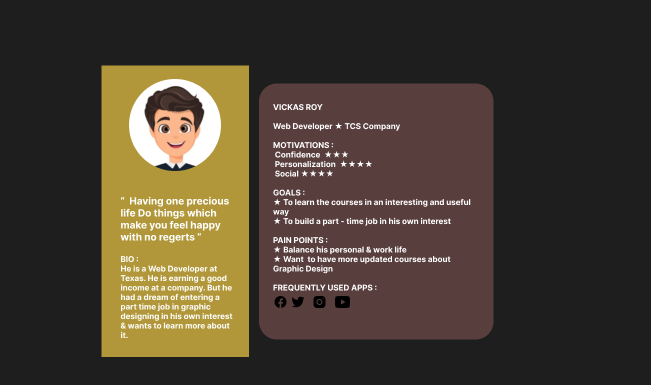 “ Having one precious
life Do things which
make you feel happy
with no regerts ”
BIO :
He is a Web Developer at
Texas. He is earning a good
income at a company. But he
had a dream of entering a
part time job in graphic
designing in his own interest
& wants to learn more about
it.
VICKAS ROY
Web Developer ★ TCS Company
MOTIVATIONS :
Confidence ★★★
Personalization ★★★★
Social ★★★★
GOALS :
★ To learn the courses in an interesting and useful
way
★ To build a part - time job in his own interest
PAIN POINTS :
★ Balance his personal & work life
★ Want to have more updated courses about
Graphic Design
FREQUENTLY USED APPS :